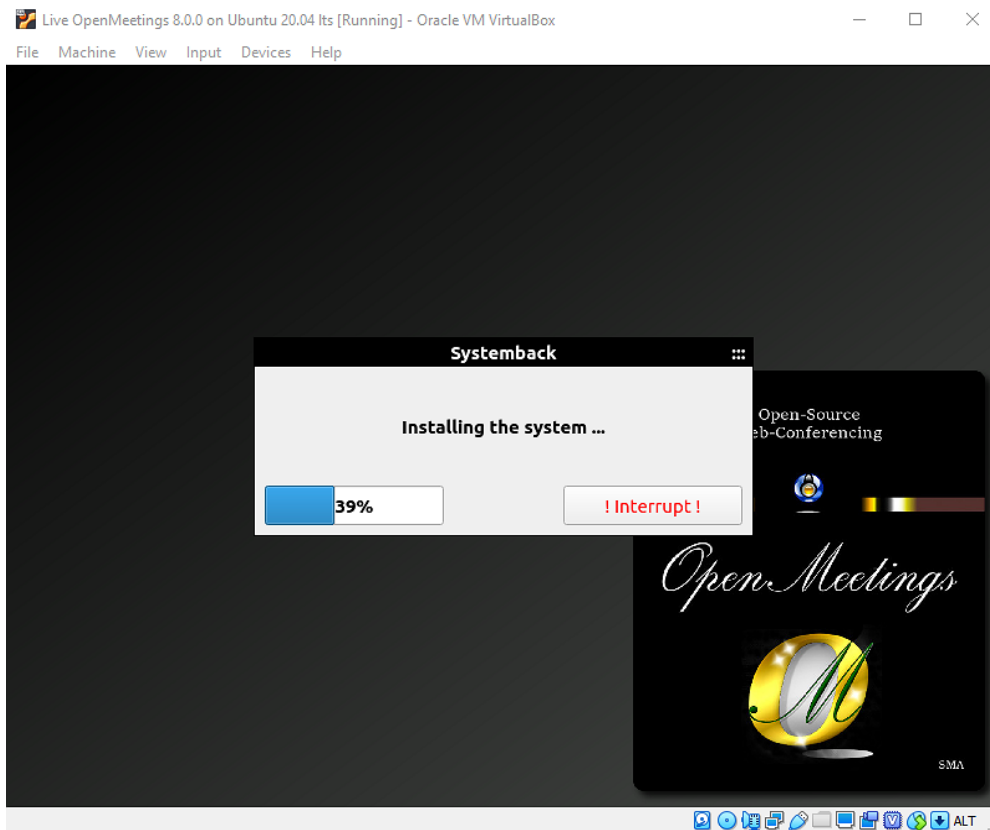 Live OpenMeetings 8.0.0 on Ubuntu 20.04 lts [Running] - Oracle VM VirtualBox
File Machine View Input Devices Help
Systemback
Installing the system ...
39%
! Interrupt !
Open-Source
eb-Conferencing
OpenMeetings
OM
SMA
ALT